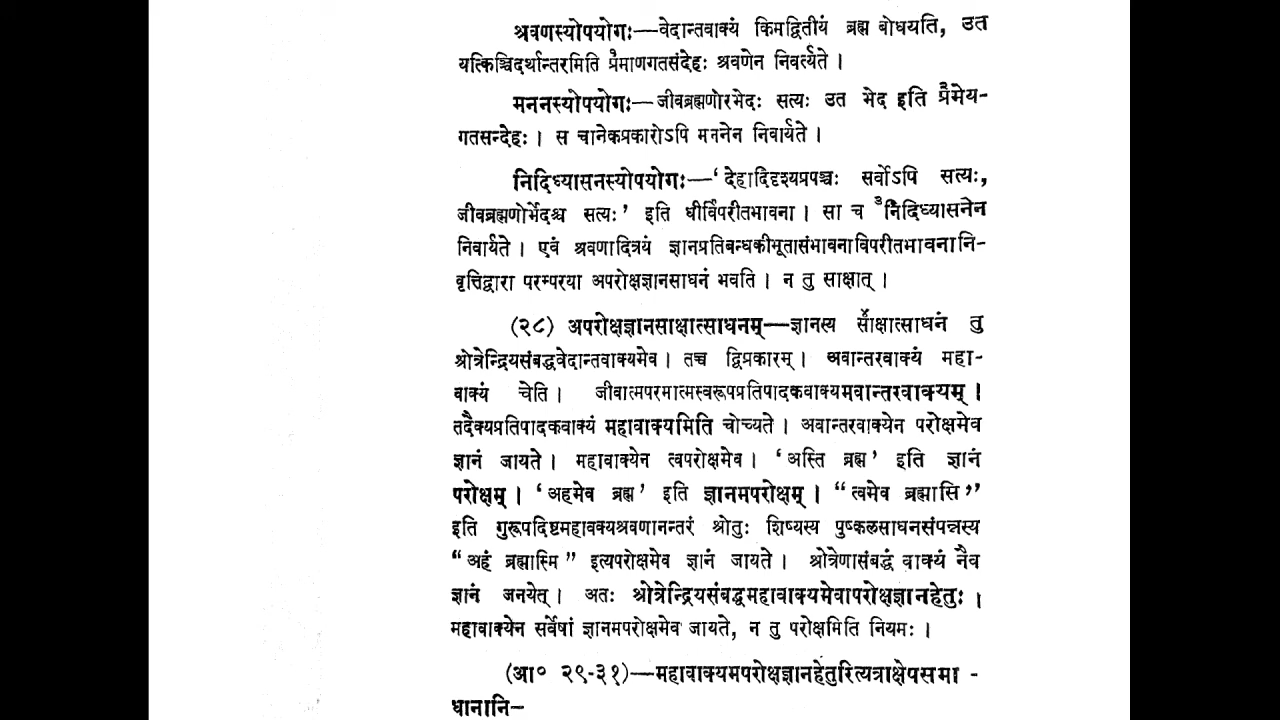 श्रवणस्योपयोगः—वेदान्तवाक्यं किमद्वितीयं ब्रह्म बोधयति, उत
यत्किञ्चिदर्थान्तरमिति प्रमाणगतसंदेहः श्रवणेन निवर्त्यते ।
मननस्योपयोगः—जीवब्रह्मणोरभेदः सत्यः उत भेद इति प्रमेय-
गतसन्देहः । स चानेकप्रकारोऽपि मननेन निवार्यते ।
निदिध्यासनस्योपयोगः—‘देहादिदृश्यप्रपञ्चः सर्वोऽपि सत्यः,
जीवब्रह्मणोर्भेदश्च सत्यः’ इति धीर्विपरीतभावना । सा च ³निदिध्यासनेन
निवार्यते । एवं श्रवणादित्रयं ज्ञानप्रतिबन्धकीभूतासंभावनाविपरीतभावनानि-
वृत्तिद्वारा परम्परया अपरोक्षज्ञानसाधनं भवति । न तु साक्षात् ।
(२८) अपरोक्षज्ञानसाक्षात्साधनम्—ज्ञानस्य साक्षात्साधनं तु
श्रोत्रेन्द्रियसंबद्धवेदान्तवाक्यमेव । तच्च द्विप्रकारम् । अवान्तरवाक्यं महा-
वाक्यं चेति । जीवात्मपरमात्मस्वरूपप्रतिपादकवाक्यमवान्तरवाक्यम् ।
तदैक्यप्रतिपादकवाक्यं महावाक्यमिति चोच्यते । अवान्तरवाक्येन परोक्षमेव
ज्ञानं जायते । महावाक्येन त्वपरोक्षमेव । ‘अस्ति ब्रह्म’ इति ज्ञानं
परोक्षम् । ‘अहमेव ब्रह्म’ इति ज्ञानमपरोक्षम् । “त्वमेव ब्रह्मासि”
इति गुरूपदिष्टमहावक्यश्रवणानन्तरं श्रोतुः शिष्यस्य पुष्कलसाधनसंपन्नस्य
“अहं ब्रह्मास्मि” इत्यपरोक्षमेव ज्ञानं जायते । श्रोत्रेणासंबद्धं वाक्यं नैव
ज्ञानं जनयेत् । अतः श्रोत्रेन्द्रियसंबद्धमहावाक्यमेवापरोक्षज्ञानहेतुः ।
महावाक्येन सर्वेषां ज्ञानमपरोक्षमेव जायते, न तु परोक्षमिति नियमः ।
(आ० २९-३१)—महावाक्यमपरोक्षज्ञानहेतुरित्यत्राक्षेपसमा -
धानानि—